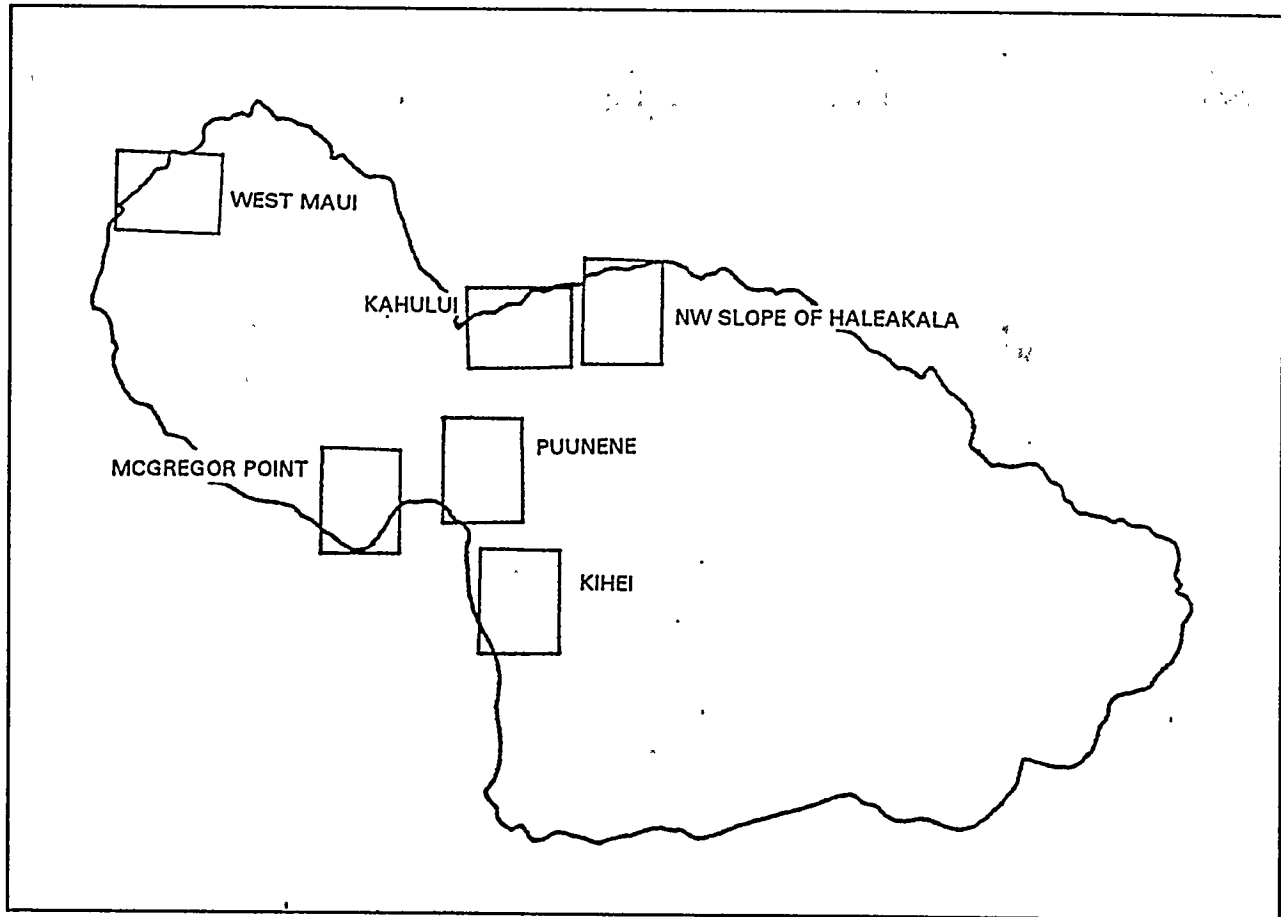 WEST MAUI
KAHULUI
NW SLOPE OF HALEAKALA
PUUNENE
MCGREGOR POINT
KIHEI